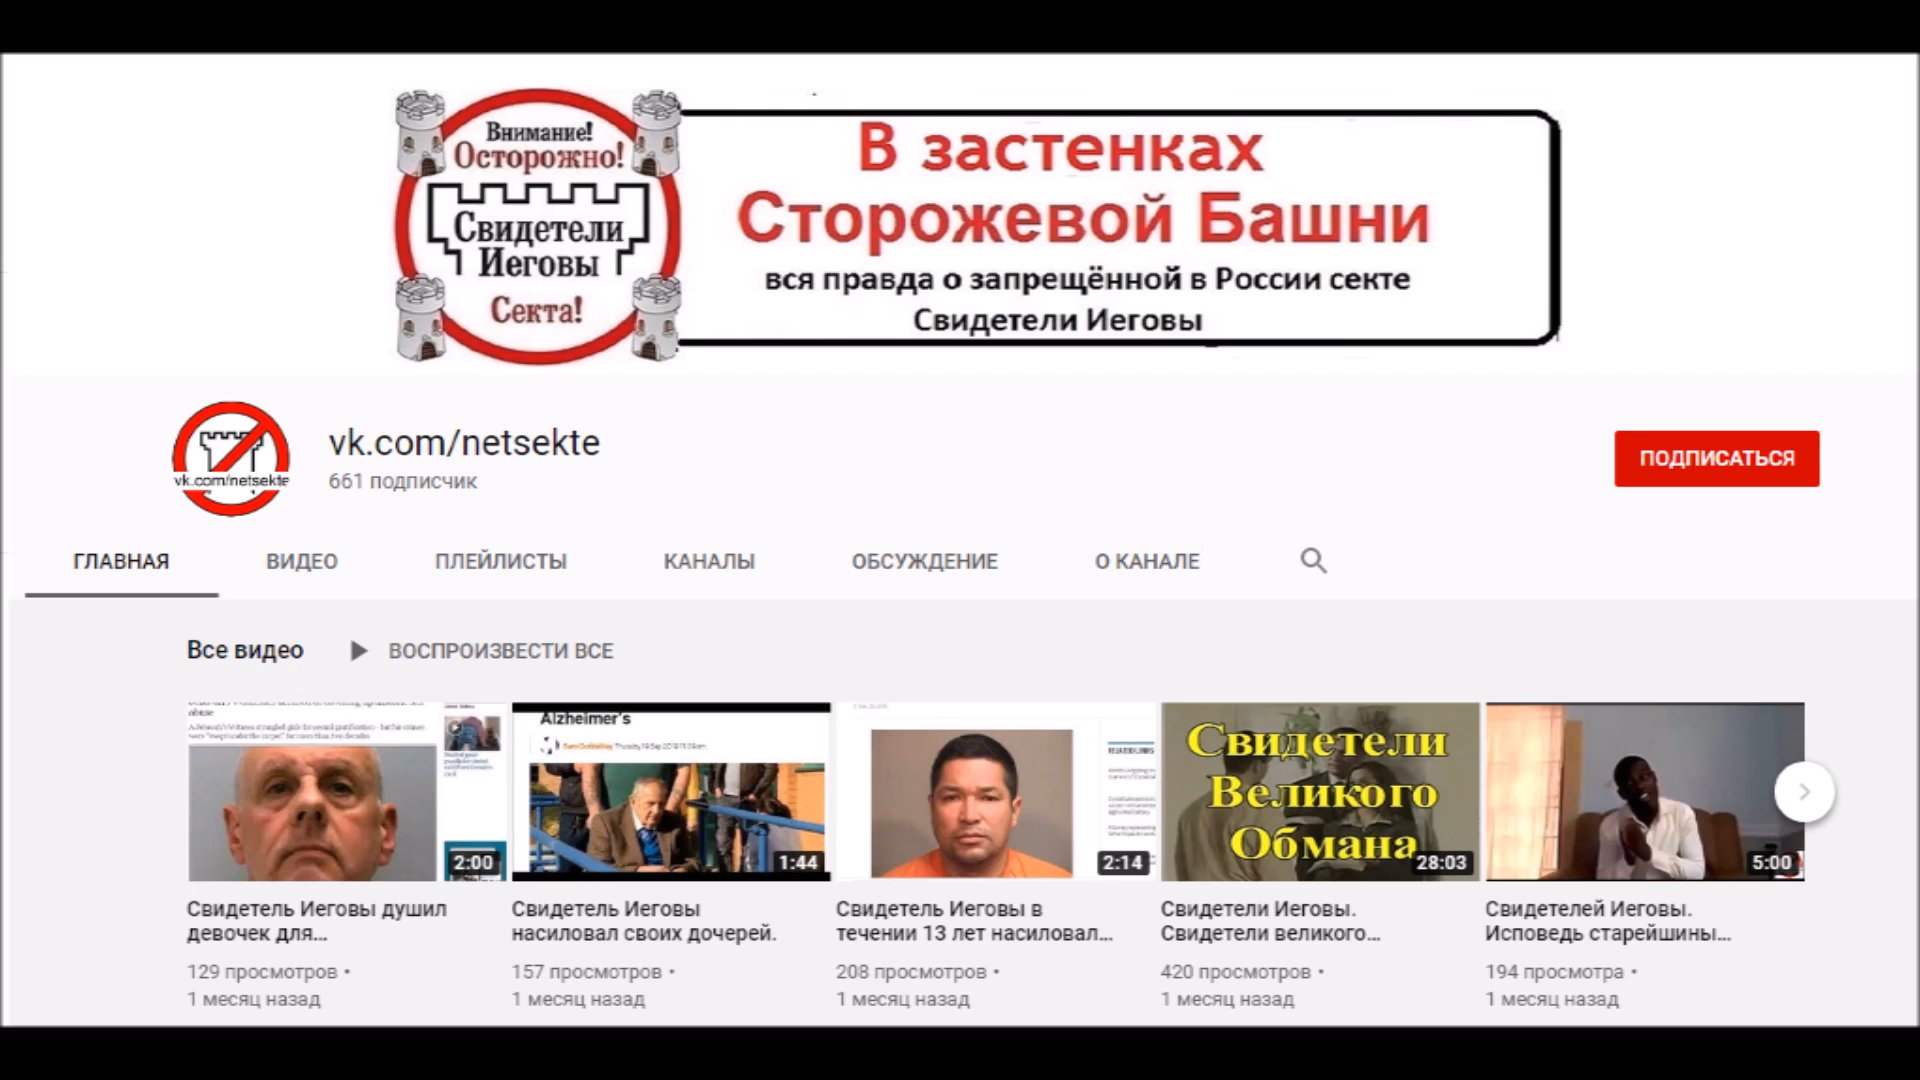 Внимание!
Осторожно!
Свидетели
Иеговы
Секта!
В застенках
Сторожевой Башни
вся правда о запрещённой в России секте
Свидетели Иеговы
vk.com/netsekte
vk.com/netsekte
661 подписчик
ПОДПИСАТЬСЯ
ГЛАВНАЯ ВИДЕО ПЛЕЙЛИСТЫ КАНАЛЫ ОБСУЖДЕНИЕ О КАНАЛЕ
Все видео ВОСПРОИЗВЕСТИ ВСЕ
abuse
2:00
Alzheimer's
1:44
2:14
Свидетели
Великого
Обмана
28:03
5:00
Свидетель Иеговы душил
девочек для...
129 просмотров •
1 месяц назад
Свидетель Иеговы
насиловал своих дочерей.
157 просмотров •
1 месяц назад
Свидетель Иеговы в
течении 13 лет насиловал...
208 просмотров •
1 месяц назад
Свидетели Иеговы.
Свидетели великого...
420 просмотров •
1 месяц назад
Свидетелей Иеговы.
Исповедь старейшины...
194 просмотра •
1 месяц назад